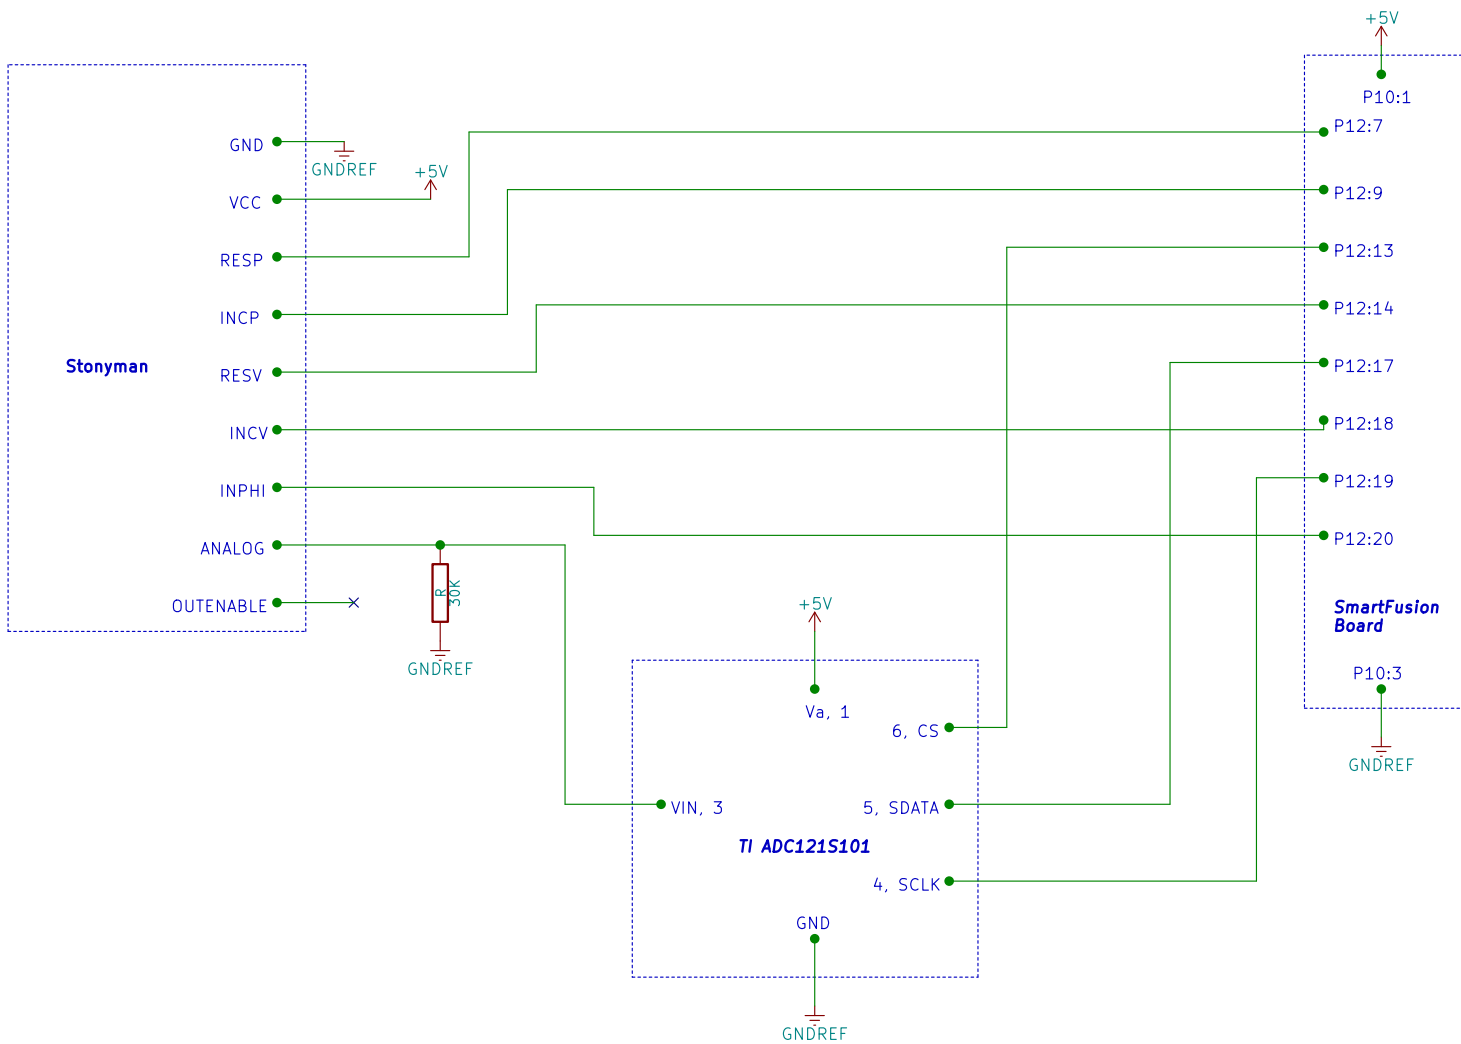 +5V
P10:1
P12:7
GND
GNDREF
+5V
VCC
P12:9
RESP
P12:13
INCP
P12:14
Stonyman
RESV
P12:17
INCV
P12:18
INPHI
P12:19
ANALOG
P12:20
R
30K
OUTENABLE
+5V
SmartFusion
Board
GNDREF
P10:3
Va, 1
6, CS
GNDREF
VIN, 3
5, SDATA
TI ADC121S101
4, SCLK
GND
GNDREF